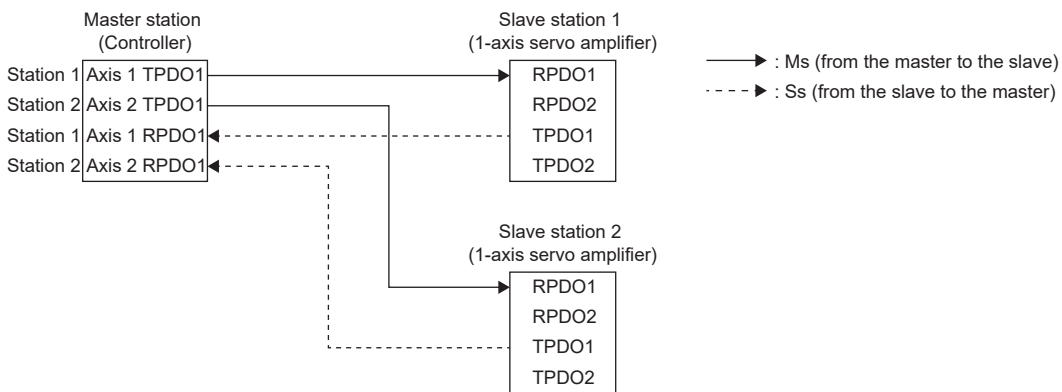 Master station
(Controller)
Slave station 1
(1-axis servo amplifier)
Station 1 Axis 1 TPDO1
Station 2 Axis 2 TPDO1
Station 1 Axis 1 RPDO1
Station 2 Axis 2 RPDO1
RPDO1
RPDO2
TPDO1
TPDO2
: Ms (from the master to the slave)
: Ss (from the slave to the master)
Slave station 2
(1-axis servo amplifier)
RPDO1
RPDO2
TPDO1
TPDO2